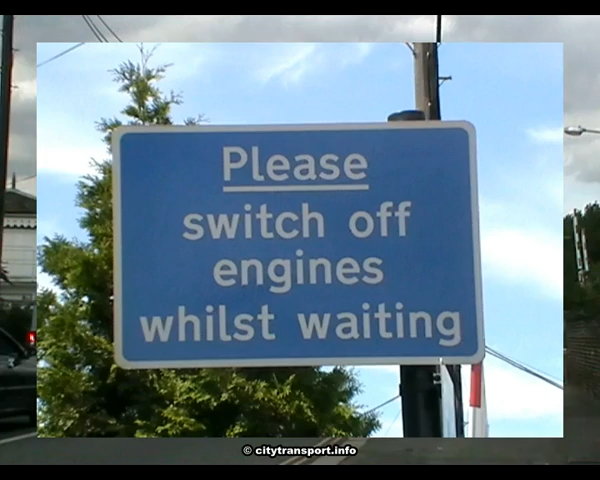 Please
switch off
engines
whilst waiting
© citytransport.info